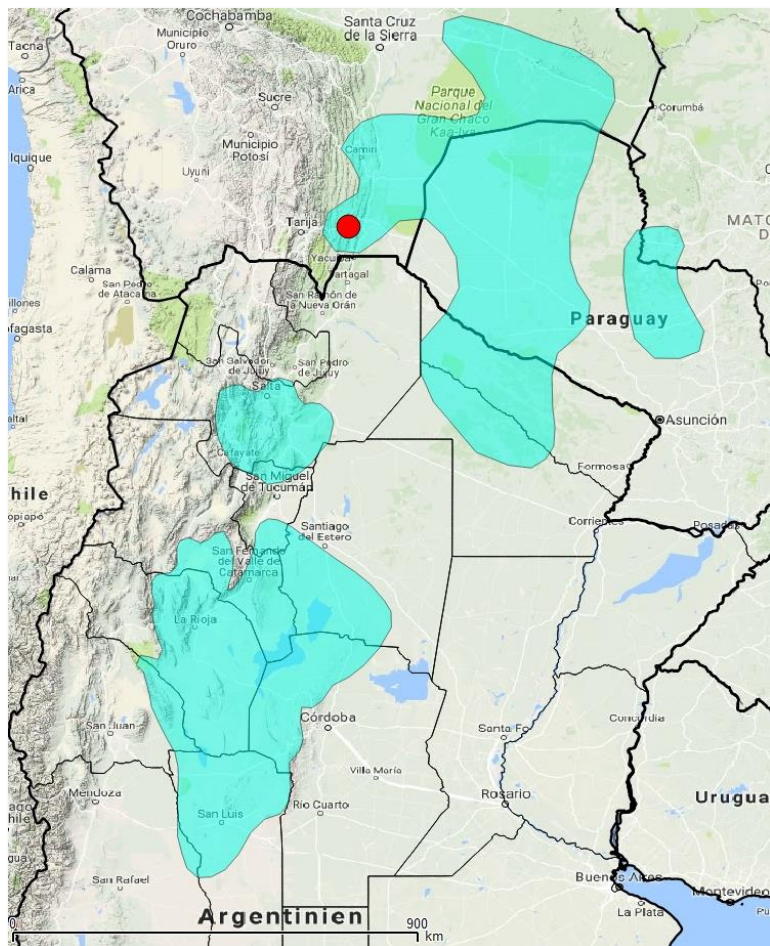 Cochabamba
Santa Cruz
de la Sierra
Tacna
Municipio
Oruro
Arica
Parque
Nacional del
Gran Chaco
Kaa-Iya
Sucre
Corumbá
Municipio
Potosí
Iquique
Camiri
Uyuni
Tarija
MATO
Yacuiba
Tartagal
Calama
San Pedro
de Atacama
San Ramón de
la Nueva Orán
Paraguay
San Salvador
de Jujuy
San Pedro
de Jujuy
Salta
Asunción
Cafayate
Formosa
San Miguel
de Tucumán
hile
Corrientes
Posadas
Santiago
del Estero
San Fernando
del Valle de
Catamarca
La Rioja
San Juan
Córdoba
Santa Fe
Concordia
Villa María
Mendoza
Rosario
Río Cuarto
San Luis
Urugua
San Rafael
Buenos Aires
La Plata
Montevideo
Argentinien
0
900
km